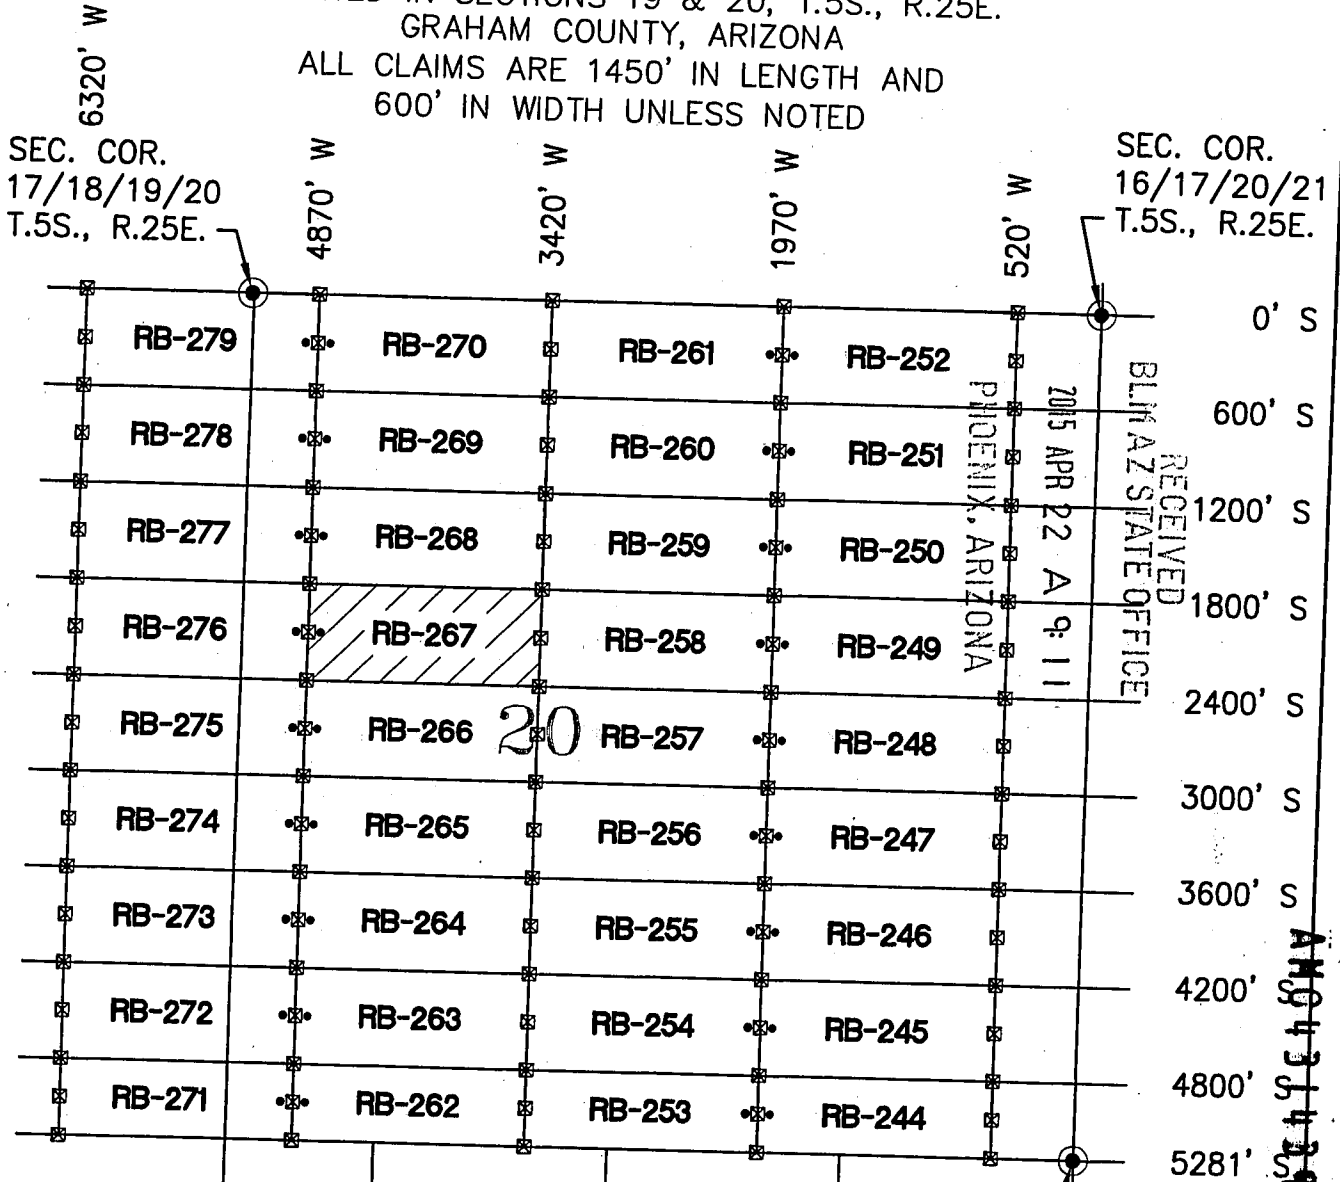 IN SECTIONS 19 & 20, T.5S., R.25E.
GRAHAM COUNTY, ARIZONA
ALL CLAIMS ARE 1450' IN LENGTH AND
600' IN WIDTH UNLESS NOTED
6320' W
4870' W
3420' W
1970' W
520' W
SEC. COR.
17/18/19/20
T.5S., R.25E.
SEC. COR.
16/17/20/21
T.5S., R.25E.
0' S
RB-279 RB-270 RB-261 RB-252
600' S
RB-278 RB-269 RB-260 RB-251
1200' S
RB-277 RB-268 RB-259 RB-250
1800' S
RB-276 RB-267 RB-258 RB-249
2400' S
RB-275 RB-266 20 RB-257 RB-248
3000' S
RB-274 RB-265 RB-256 RB-247
3600' S
RB-273 RB-264 RB-255 RB-246
4200' S
RB-272 RB-263 RB-254 RB-245
4800' S
RB-271 RB-262 RB-253 RB-244
5281' S
RECEIVED
BLM AZ STATE OFFICE
2015 APR 22 A 9:11
PHOENIX, ARIZONA